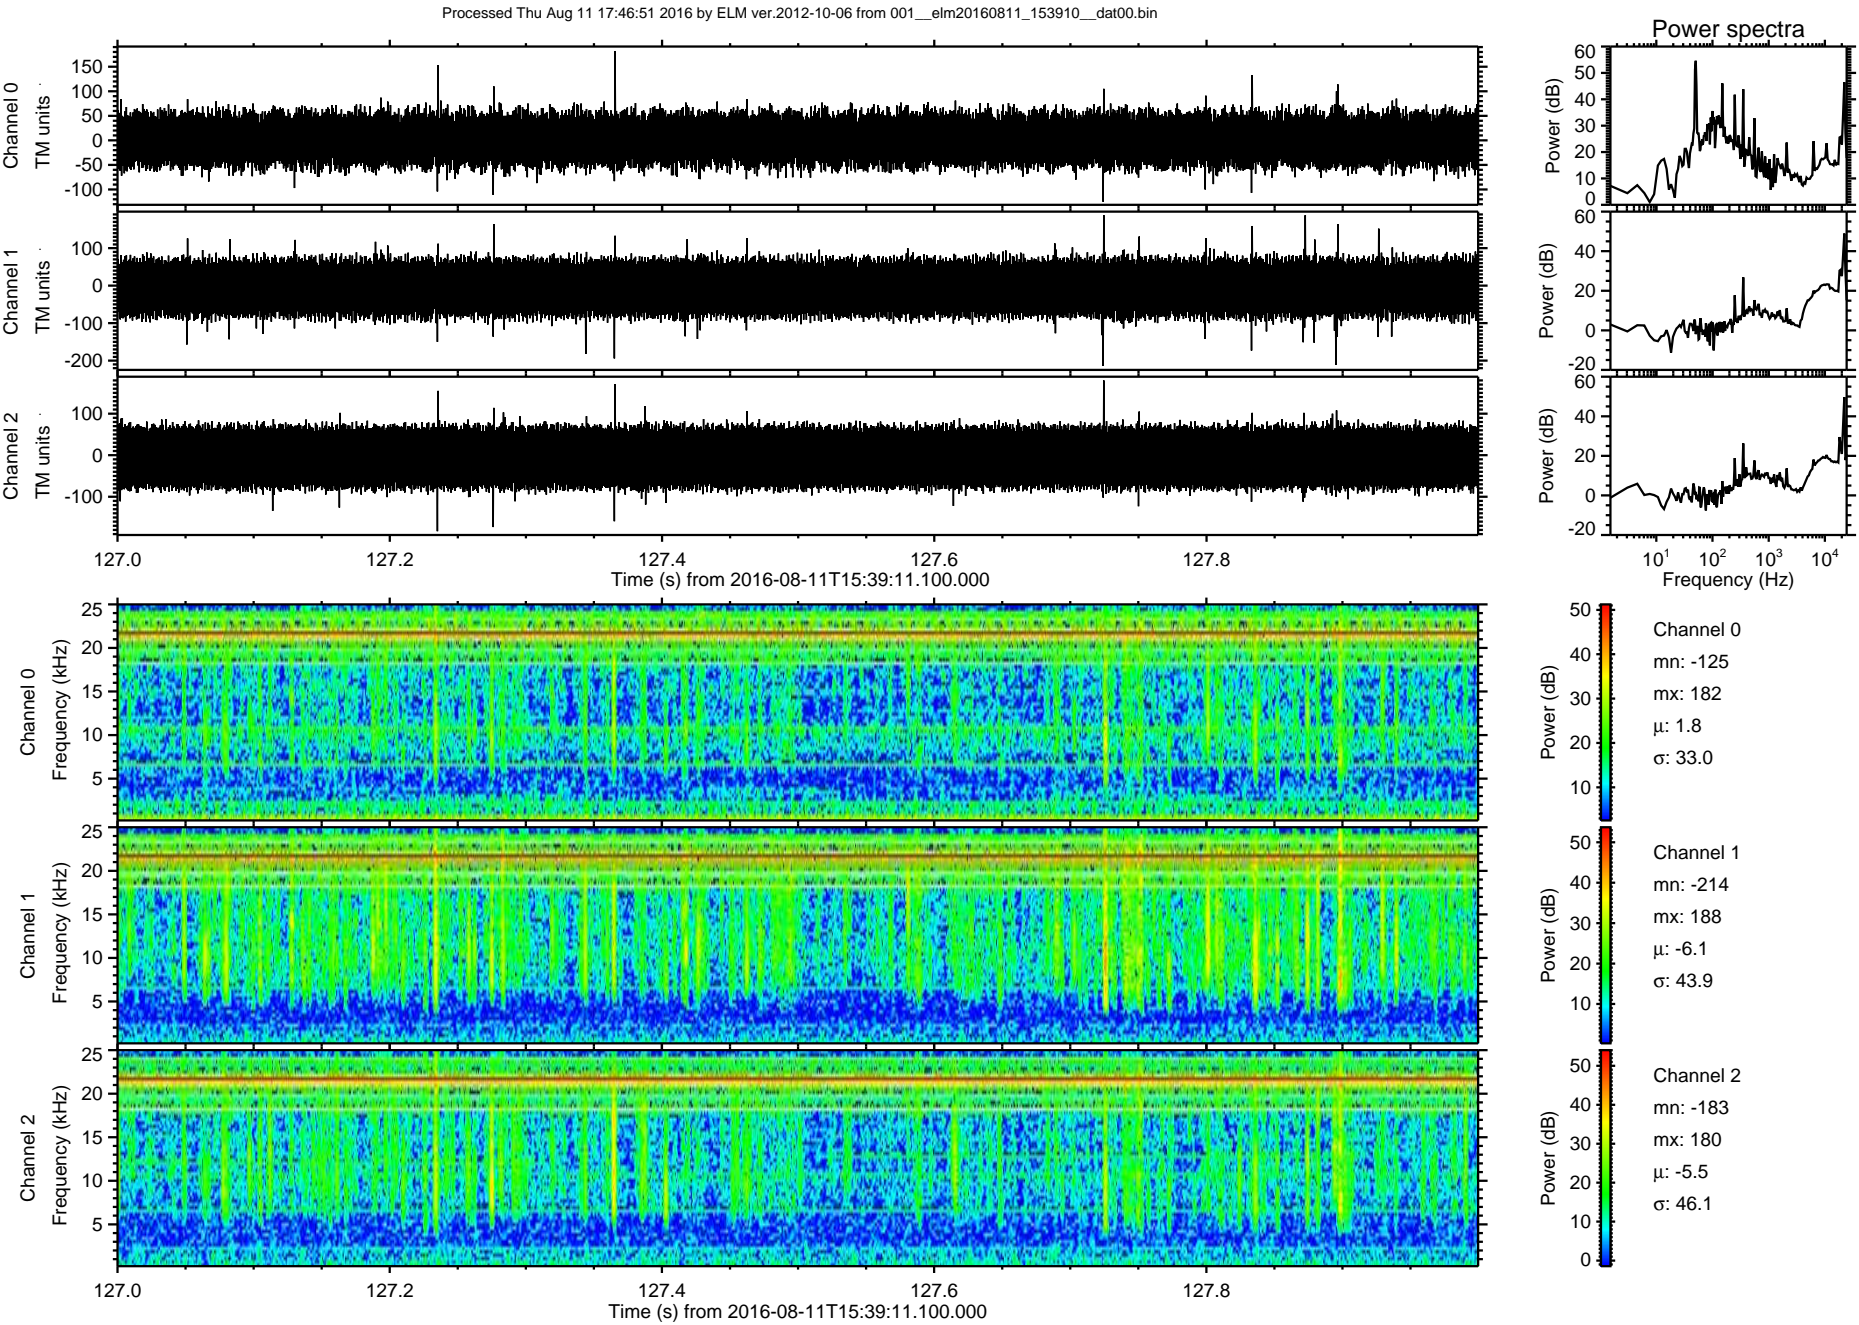 Processed Thu Aug 11 17:46:51 2016 by ELM ver.2012-10-06 from 001__elm20160811_153910__dat00.bin
Power spectra
Channel 0
TM units
150
100
50
0
-50
-100
Power (dB)
60
50
40
30
20
10
0
Channel 1
TM units
100
0
-100
-200
Power (dB)
60
40
20
0
-20
Channel 2
TM units
100
0
-100
Power (dB)
60
40
20
0
-20
127.0 127.2 127.4 127.6 127.8
Time (s) from 2016-08-11T15:39:11.100.000
10¹ 10² 10³ 10⁴
Frequency (Hz)
Channel 0
Frequency (kHz)
25
20
15
10
5
Power (dB)
50
40
30
20
10
Channel 0
mn: -125
mx: 182
μ: 1.8
σ: 33.0
Channel 1
Frequency (kHz)
25
20
15
10
5
Power (dB)
50
40
30
20
10
Channel 1
mn: -214
mx: 188
μ: -6.1
σ: 43.9
Channel 2
Frequency (kHz)
25
20
15
10
5
Power (dB)
50
40
30
20
10
0
Channel 2
mn: -183
mx: 180
μ: -5.5
σ: 46.1
127.0 127.2 127.4 127.6 127.8
Time (s) from 2016-08-11T15:39:11.100.000